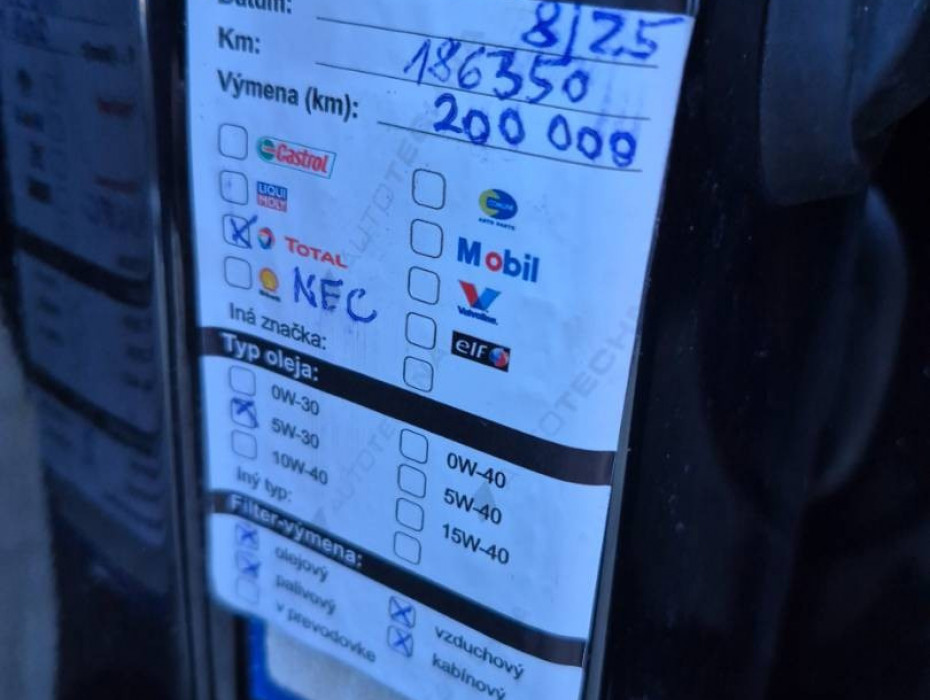 Dátum: 8/25
Km: 186350
Výmena (km): 200 000
Castrol
LIQUI MOLY
TOTAL
Mobil
NEC
Valvoline
Iná značka:
elf
Typ oleja:
0W-30
5W-30
10W-40
0W-40
5W-40
15W-40
Iný typ:
Filter-výmena:
olejový
palivový
v prevodovke
vzduchový
kabínový